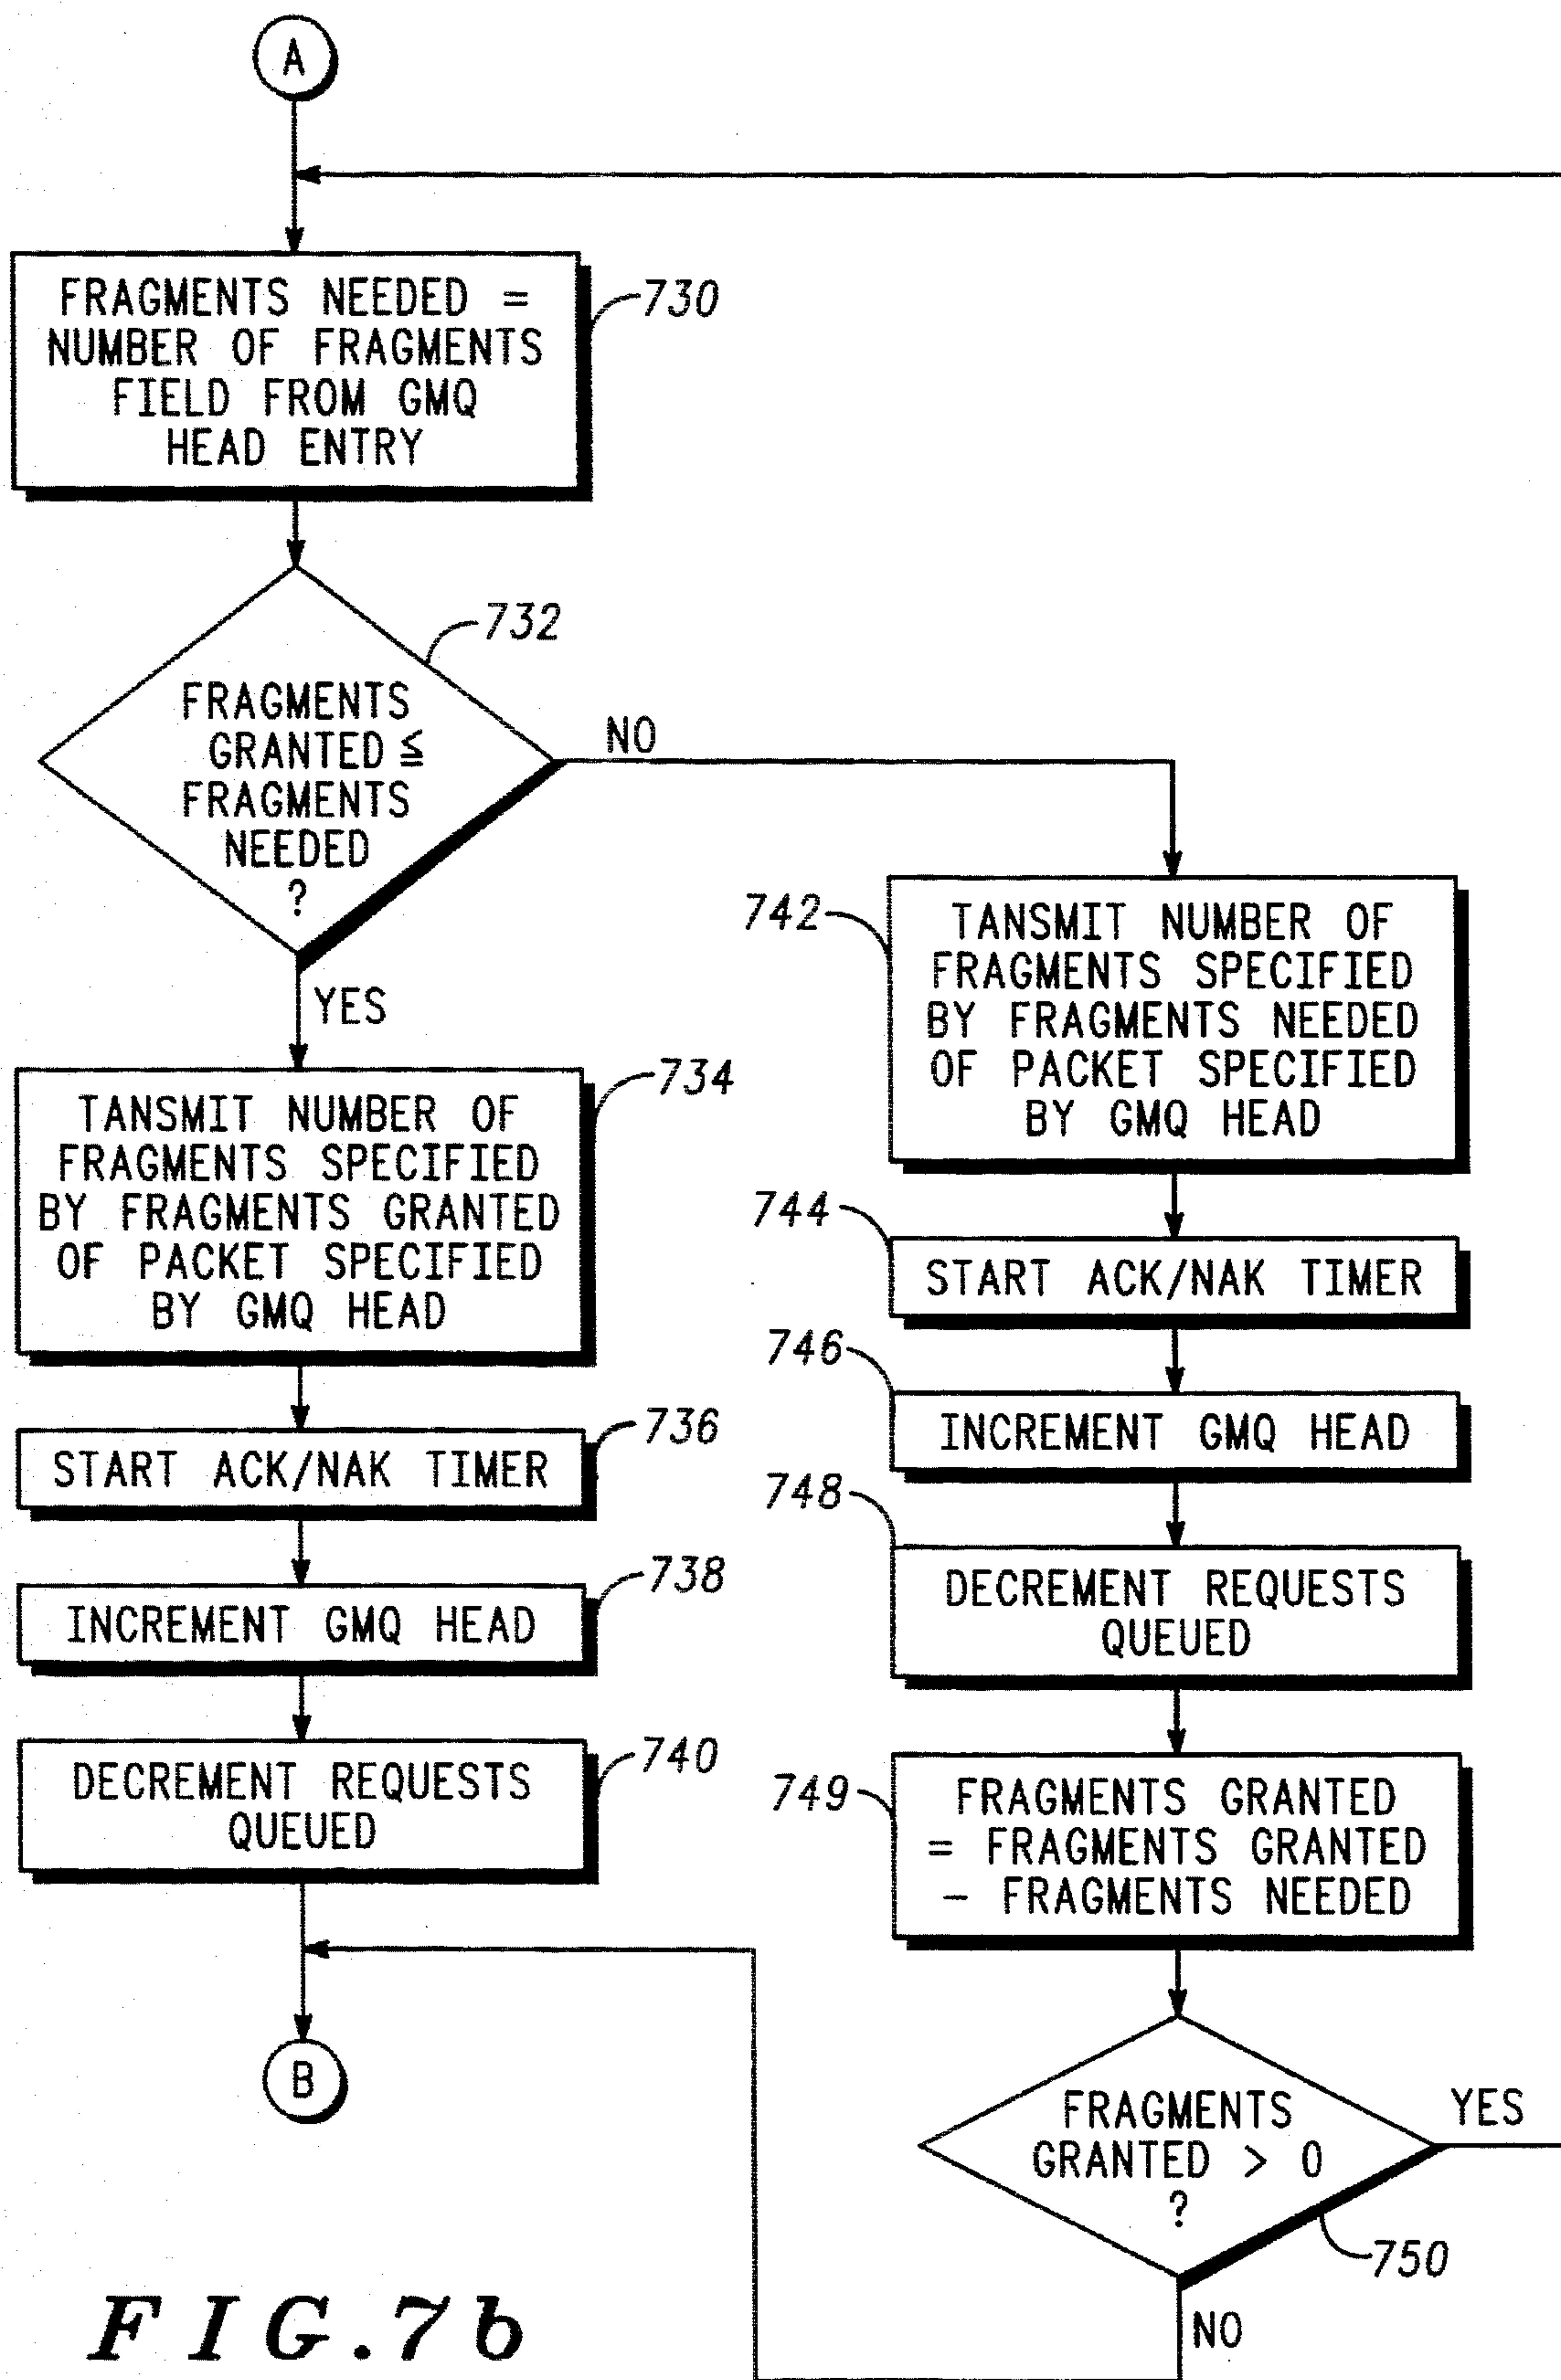 A
FRAGMENTS NEEDED =
NUMBER OF FRAGMENTS
FIELD FROM GMQ
HEAD ENTRY
730
732
FRAGMENTS
GRANTED ≦
FRAGMENTS
NEEDED
?
NO
YES
TANSMIT NUMBER OF
FRAGMENTS SPECIFIED
BY FRAGMENTS GRANTED
OF PACKET SPECIFIED
BY GMQ HEAD
734
START ACK/NAK TIMER
736
INCREMENT GMQ HEAD
738
DECREMENT REQUESTS
QUEUED
740
B
742
TANSMIT NUMBER OF
FRAGMENTS SPECIFIED
BY FRAGMENTS NEEDED
OF PACKET SPECIFIED
BY GMQ HEAD
744
START ACK/NAK TIMER
746
INCREMENT GMQ HEAD
748
DECREMENT REQUESTS
QUEUED
749
FRAGMENTS GRANTED
= FRAGMENTS GRANTED
- FRAGMENTS NEEDED
FRAGMENTS
GRANTED > 0
?
YES
750
NO
FIG.7b